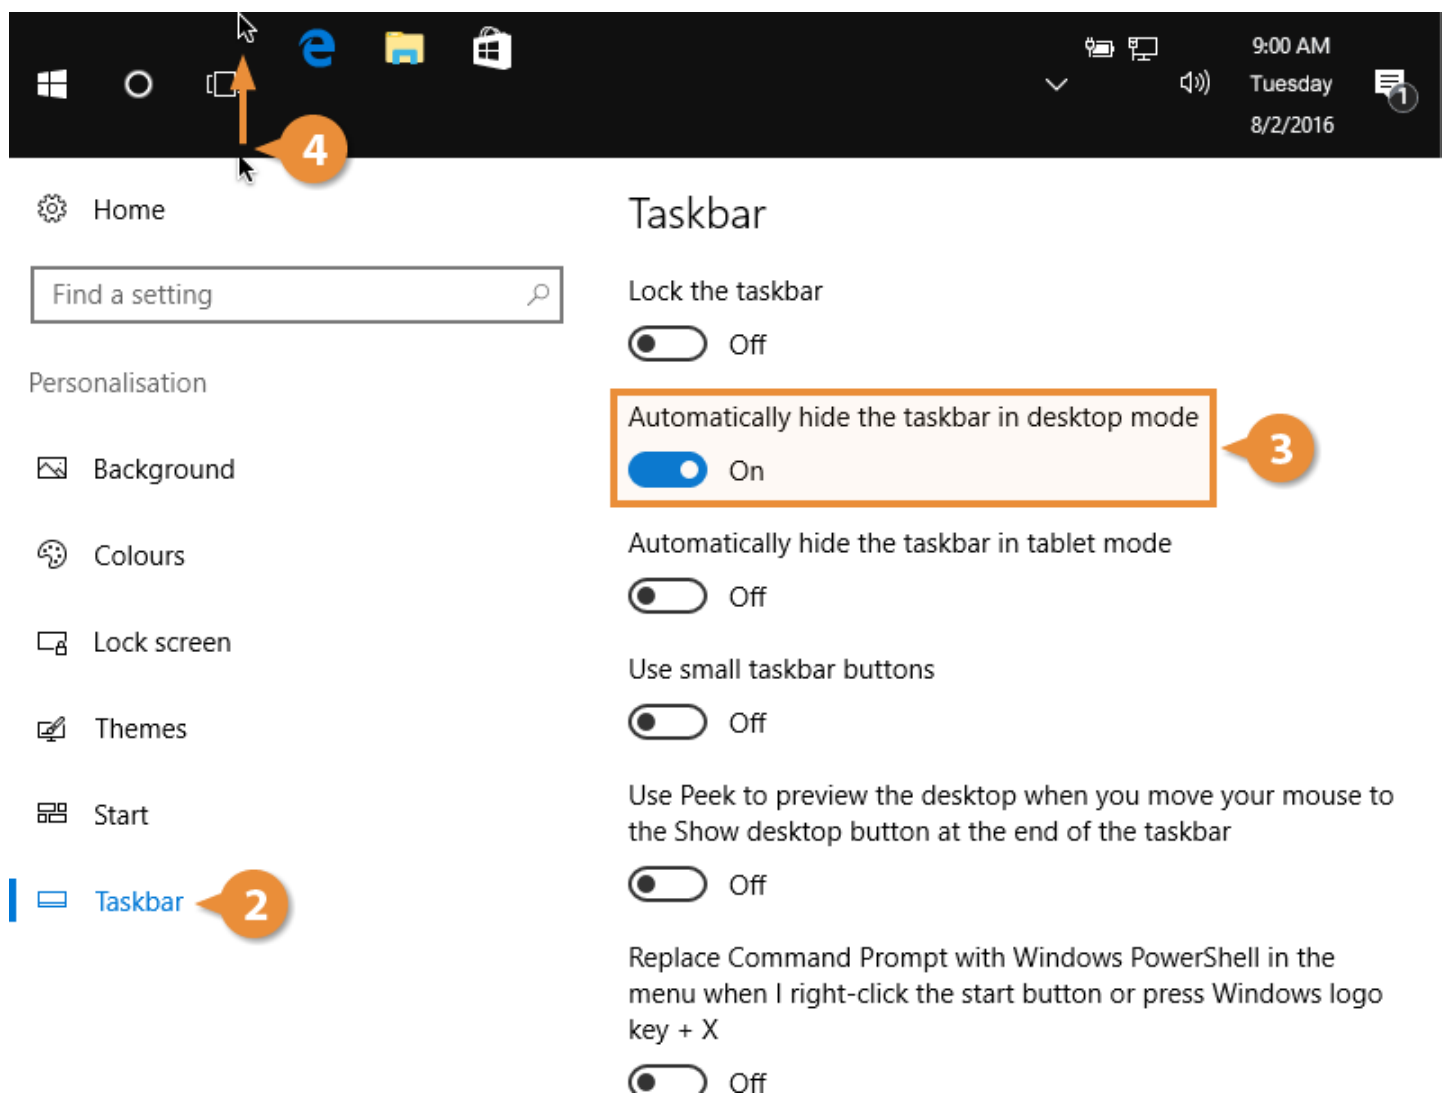 9:00 AM
Tuesday
8/2/2016
1
4
Home
Find a setting
Personalisation
Background
Colours
Lock screen
Themes
Start
Taskbar
2
Taskbar
Lock the taskbar
Off
Automatically hide the taskbar in desktop mode
On
3
Automatically hide the taskbar in tablet mode
Off
Use small taskbar buttons
Off
Use Peek to preview the desktop when you move your mouse to
the Show desktop button at the end of the taskbar
Off
Replace Command Prompt with Windows PowerShell in the
menu when I right-click the start button or press Windows logo
key + X
Off